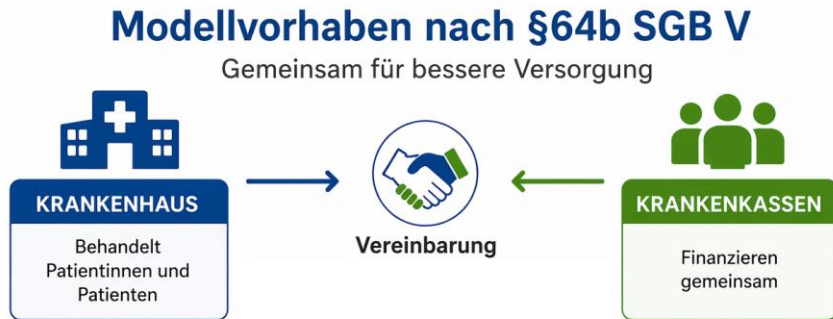 Modellvorhaben nach §64b SGB V
Gemeinsam für bessere Versorgung
KRANKENHAUS
Behandelt
Patientinnen und
Patienten
Vereinbarung
KRANKENKASSEN
Finanzieren
gemeinsam